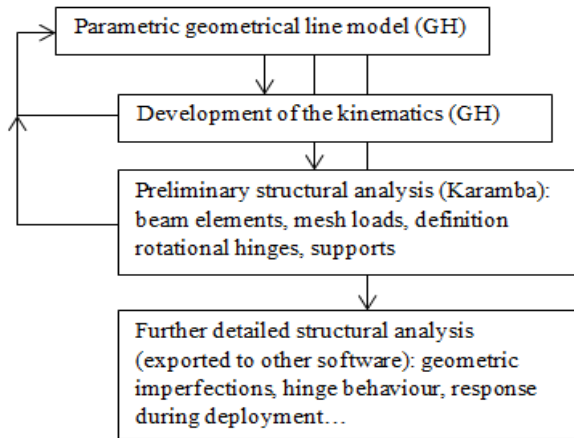 Parametric geometrical line model (GH)
Development of the kinematics (GH)
Preliminary structural analysis (Karamba):
beam elements, mesh loads, definition
rotational hinges, supports
Further detailed structural analysis
(exported to other software): geometric
imperfections, hinge behaviour, response
during deployment…